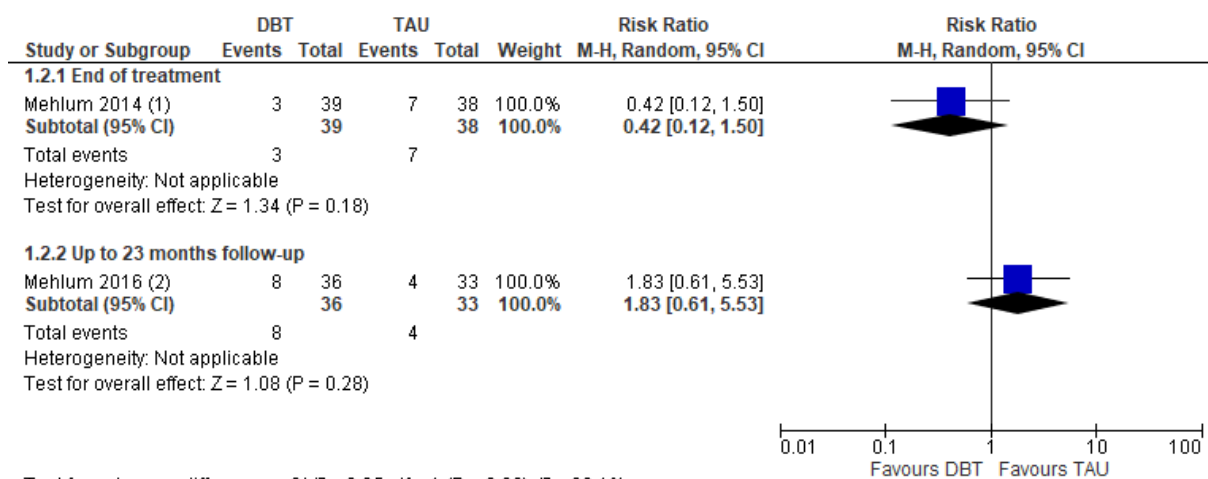 DBT TAU Risk Ratio Risk Ratio
Study or Subgroup Events Total Events Total Weight M-H, Random, 95% CI M-H, Random, 95% CI
1.2.1 End of treatment
Mehlum 2014 (1) 3 39 7 38 100.0% 0.42 [0.12, 1.50]
Subtotal (95% CI) 39 38 100.0% 0.42 [0.12, 1.50]
Total events 3 7
Heterogeneity: Not applicable
Test for overall effect: Z = 1.34 (P = 0.18)
1.2.2 Up to 23 months follow-up
Mehlum 2016 (2) 8 36 4 33 100.0% 1.83 [0.61, 5.53]
Subtotal (95% CI) 36 33 100.0% 1.83 [0.61, 5.53]
Total events 8 4
Heterogeneity: Not applicable
Test for overall effect: Z = 1.08 (P = 0.28)
0.01 0.1 1 10 100
Favours DBT Favours TAU